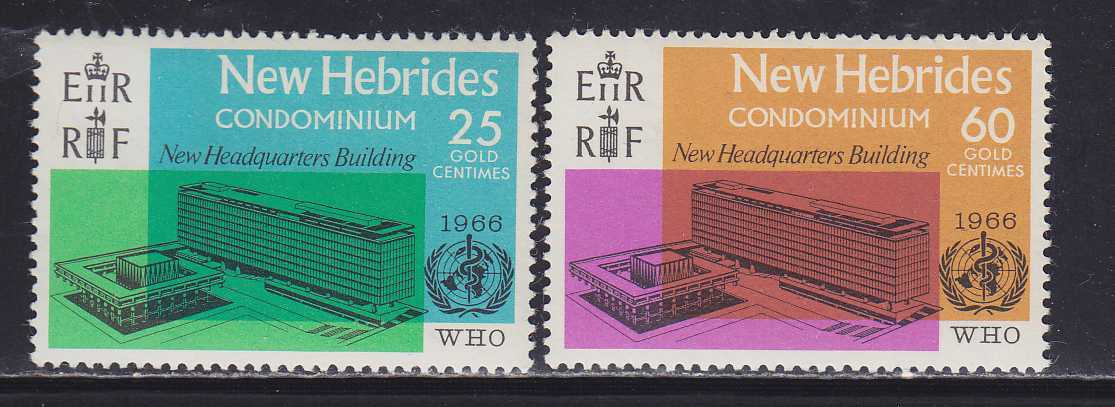 EIIR
RF
New Hebrides
CONDOMINIUM
25
GOLD
CENTIMES
New Headquarters Building
1966
WHO
EIIR
RF
New Hebrides
CONDOMINIUM
60
GOLD
CENTIMES
New Headquarters Building
1966
WHO